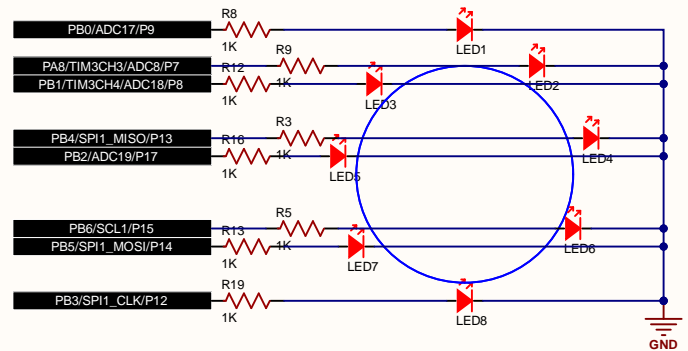 R8
PB0/ADC17/P9
1K
LED1
R9
PA8/TIM3CH3/ADC8/P7
R12
1K
LED2
PB1/TIM3CH4/ADC18/P8
1K
LED3
R3
PB4/SPI1_MISO/P13
R16
1K
LED4
PB2/ADC19/P17
1K
LED5
R5
PB6/SCL1/P15
R13
1K
LED6
PB5/SPI1_MOSI/P14
1K
LED7
R19
PB3/SPI1_CLK/P12
1K
LED8
GND